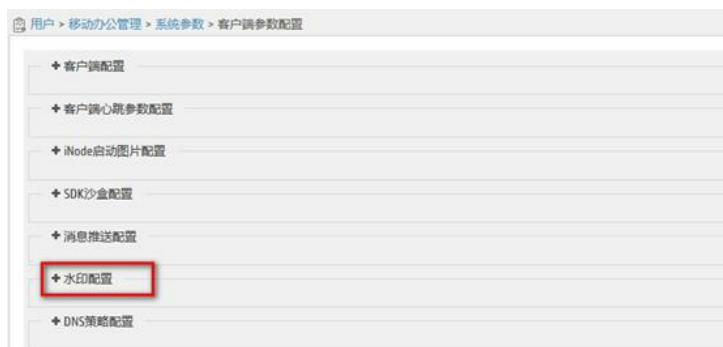 用户 > 移动办公管理 > 系统参数 > 客户端参数配置
+ 客户端配置
+ 客户端心跳参数配置
+ iNode启动图片配置
+ SDK沙盒配置
+ 消息推送配置
+ 水印配置
+ DNS策略配置